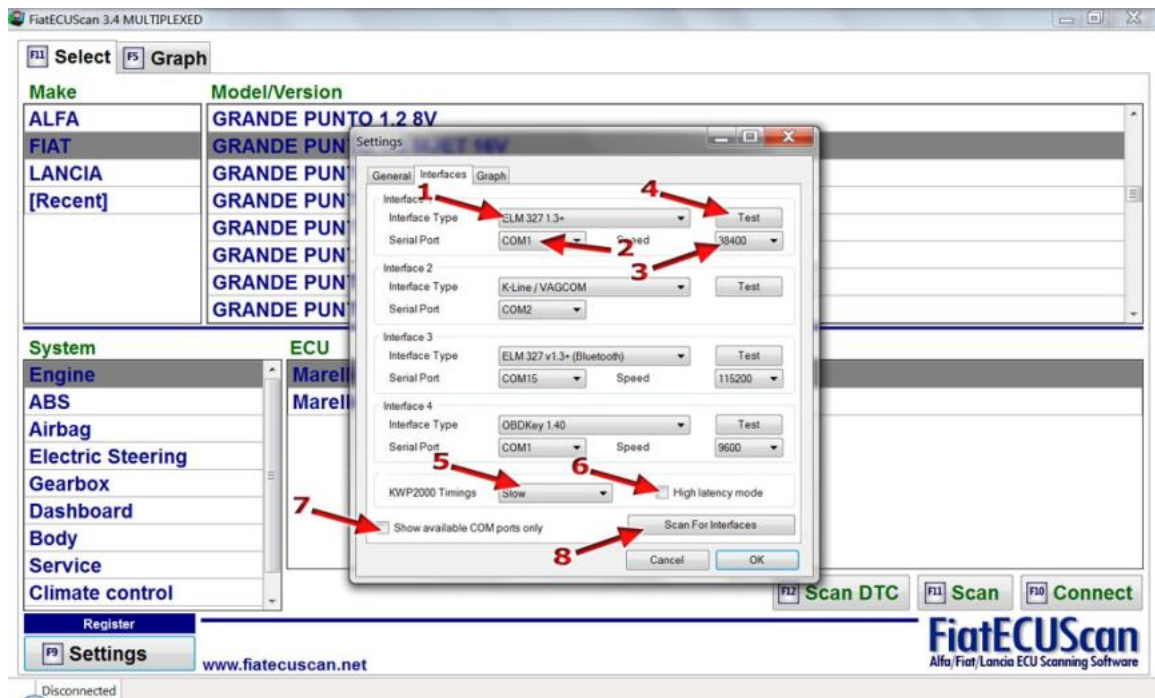 FiatECUScan 3.4 MULTIPLEXED
F11 Select F5 Graph
Make Model/Version
ALFA GRANDE PUNTO 1.2 8V
FIAT GRANDE PUN
LANCIA GRANDE PUN
[Recent] GRANDE PUN
GRANDE PUN
GRANDE PUN
GRANDE PUN
GRANDE PUN
Settings
General Interfaces Graph
1 4
Interface
Interface Type ELM 327 1.3+ Test
Serial Port COM1 2 Speed 38400
3
Interface 2
Interface Type K-Line / VAGCOM Test
Serial Port COM2
Interface 3
Interface Type ELM 327 v1.3+ (Bluetooth) Test
Serial Port COM15 Speed 115200
Interface 4
Interface Type OBDKey 1.40 Test
Serial Port COM1 Speed 9600
5 6
KWP2000 Timings Slow High latency mode
7 Show available COM ports only Scan For Interfaces
8
Cancel OK
System ECU
Engine Marelli
ABS Marelli
Airbag
Electric Steering
Gearbox
Dashboard
Body
Service
Climate control
F12 Scan DTC F11 Scan F10 Connect
Register
F9 Settings www.fiatecuscan.net
FiatECUScan
Alfa/Fiat/Lancia ECU Scanning Software
Disconnected